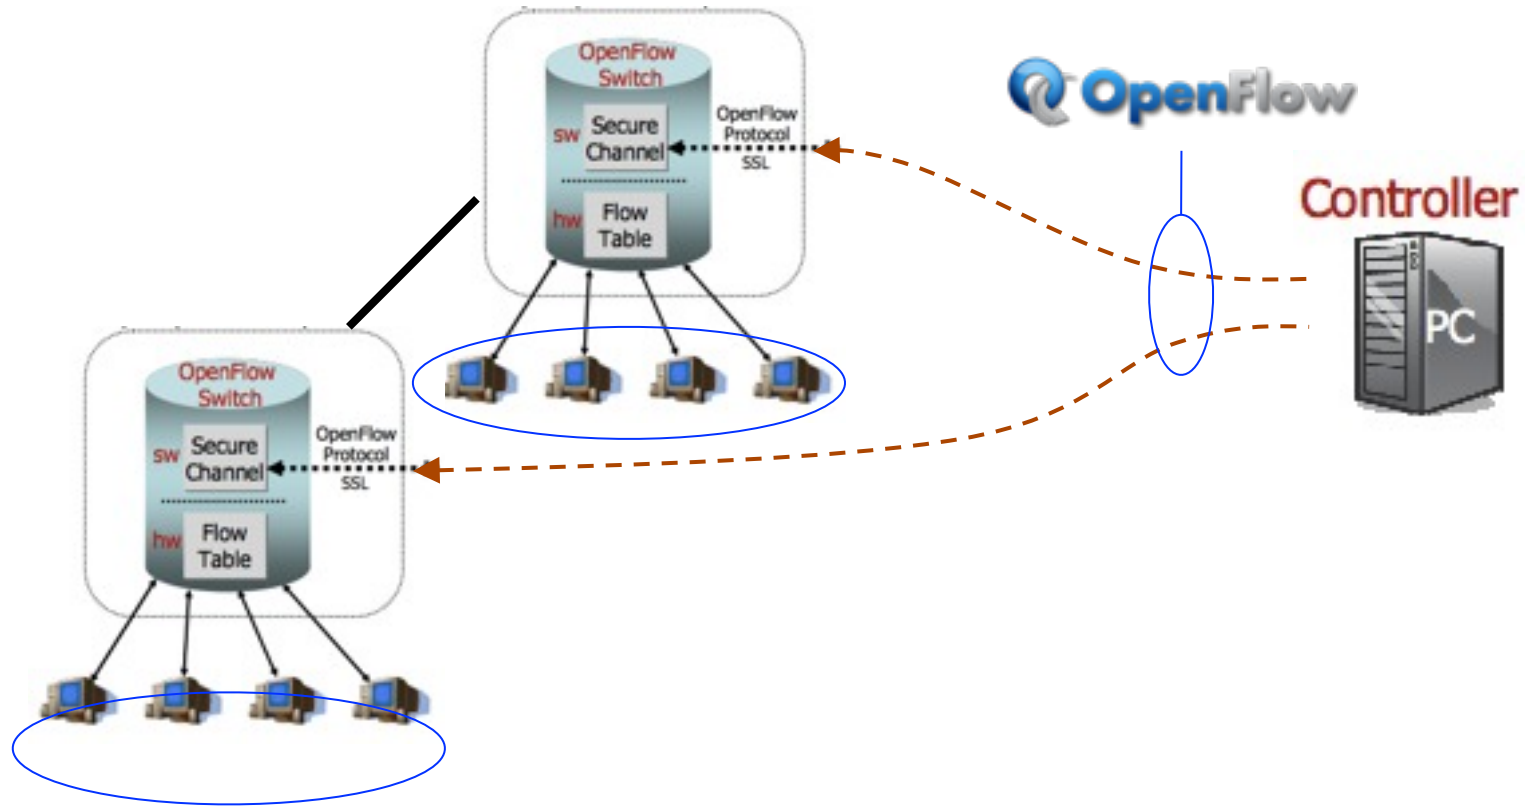 OpenFlow
Switch
sw
Secure
Channel
OpenFlow
Protocol
SSL
hw
Flow
Table
OpenFlow
Controller
PC
OpenFlow
Switch
sw
Secure
Channel
OpenFlow
Protocol
SSL
hw
Flow
Table